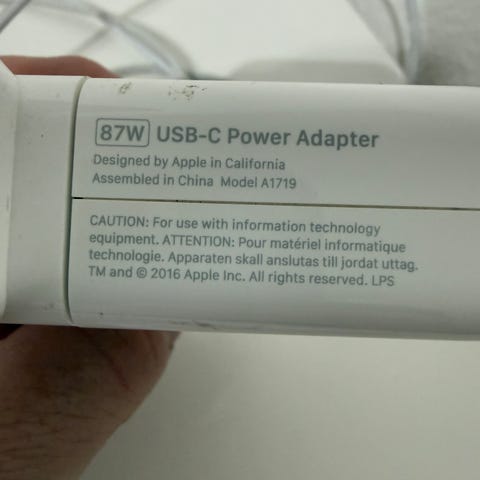 87W USB-C Power Adapter
Designed by Apple in California
Assembled in China Model A1719
CAUTION: For use with information technology
equipment. ATTENTION: Pour matériel informatique
technologie. Apparaten skall anslutas till jordat uttag.
TM and © 2016 Apple Inc. All rights reserved. LPS